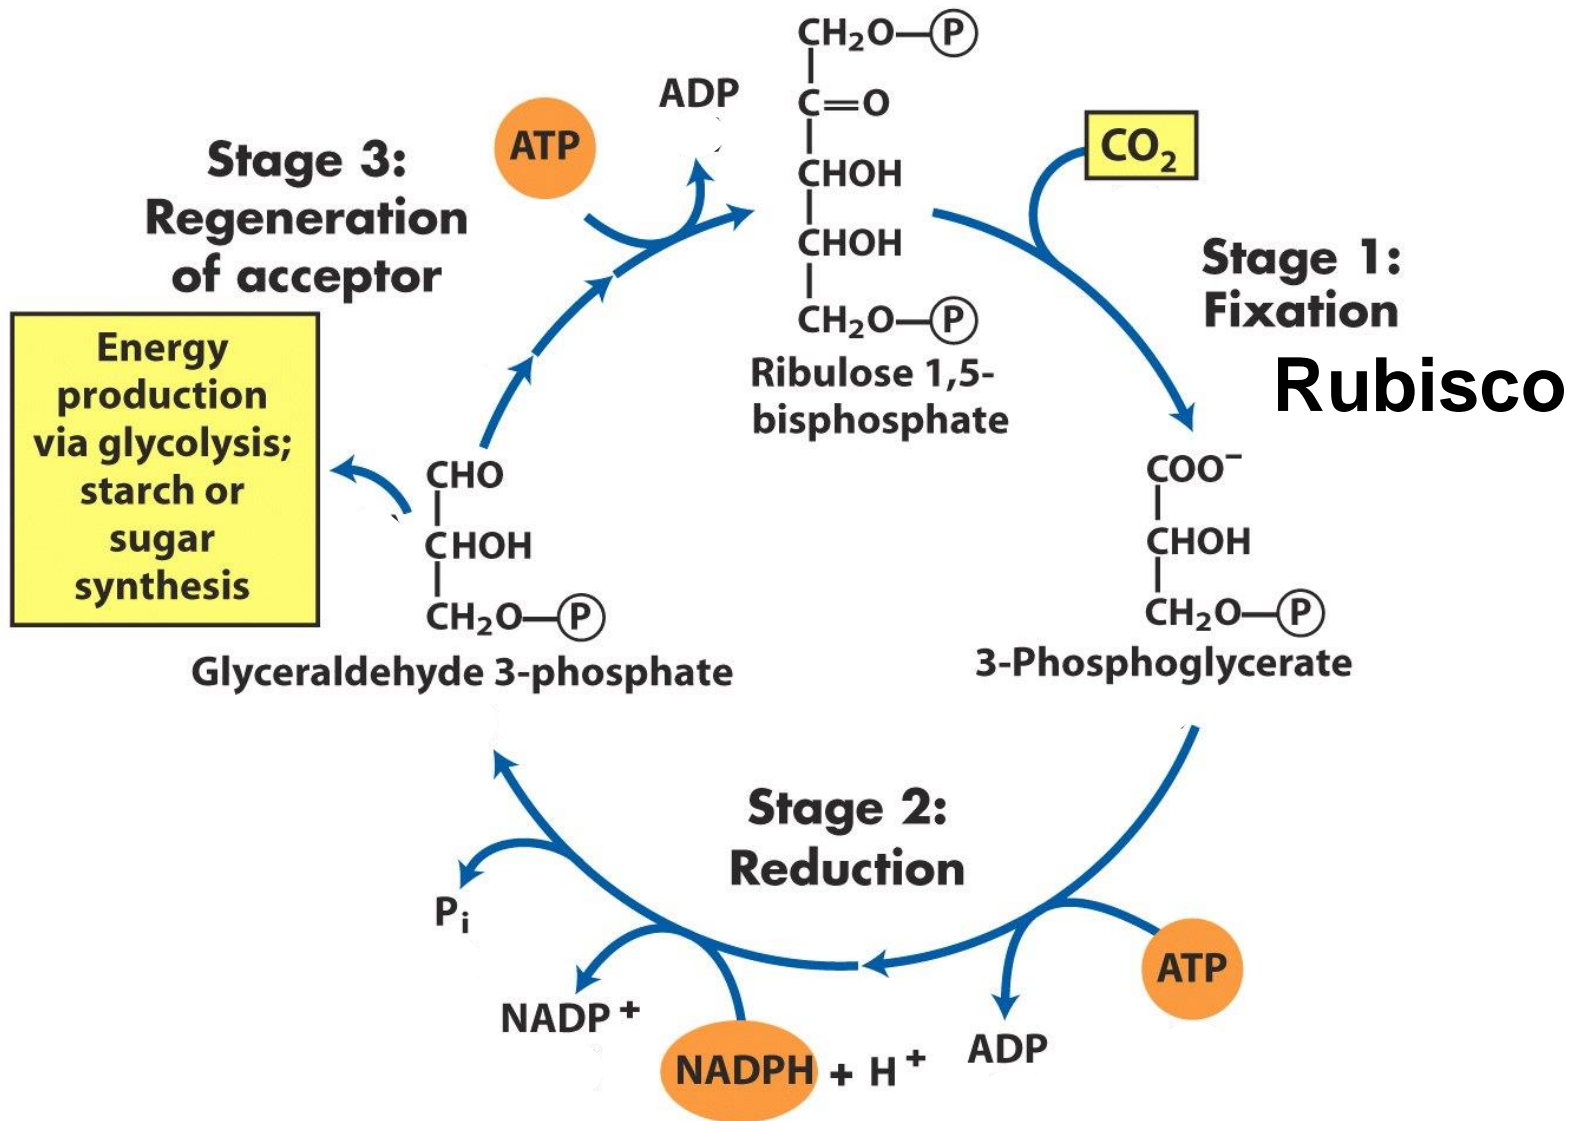 CH₂O—P
C=O
CHOH
CHOH
CH₂O—P
Ribulose 1,5-
bisphosphate
CO₂
Stage 1:
Fixation
Rubisco
COO⁻
CHOH
CH₂O—P
3-Phosphoglycerate
ATP
ADP
Stage 2:
Reduction
NADPH + H⁺
NADP⁺
Pᵢ
CHO
CHOH
CH₂O—P
Glyceraldehyde 3-phosphate
Energy
production
via glycolysis;
starch or
sugar
synthesis
Stage 3:
Regeneration
of acceptor
ATP
ADP